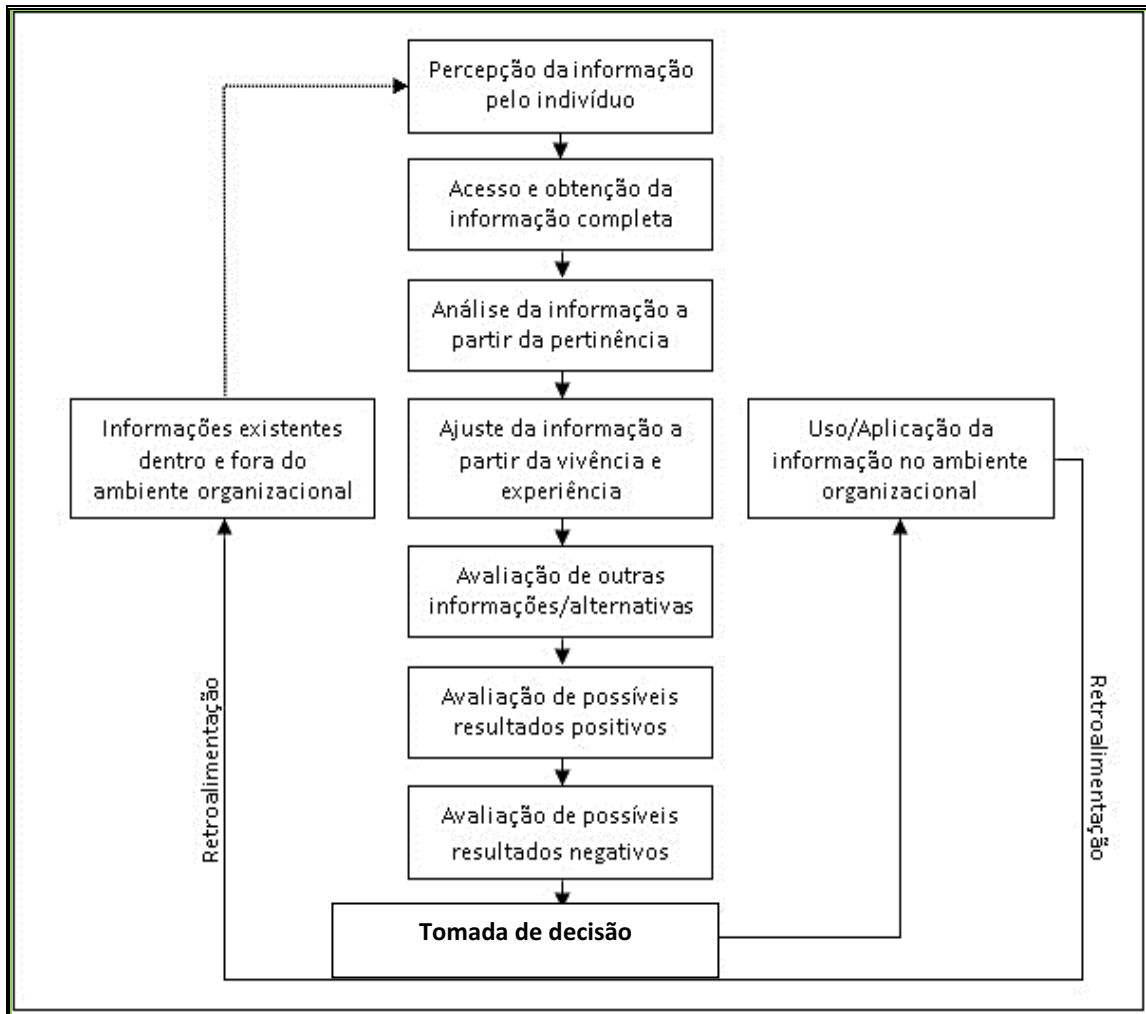 Percepção da informação
pelo indivíduo
Acesso e obtenção da
informação completa
Análise da informação a
partir da pertinência
Informações existentes
dentro e fora do
ambiente organizacional
Ajuste da informação a
partir da vivência e
experiência
Uso/Aplicação da
informação no ambiente
organizacional
Avaliação de outras
informações/alternativas
Avaliação de possíveis
resultados positivos
Avaliação de possíveis
resultados negativos
Tomada de decisão
Retroalimentação
Retroalimentação